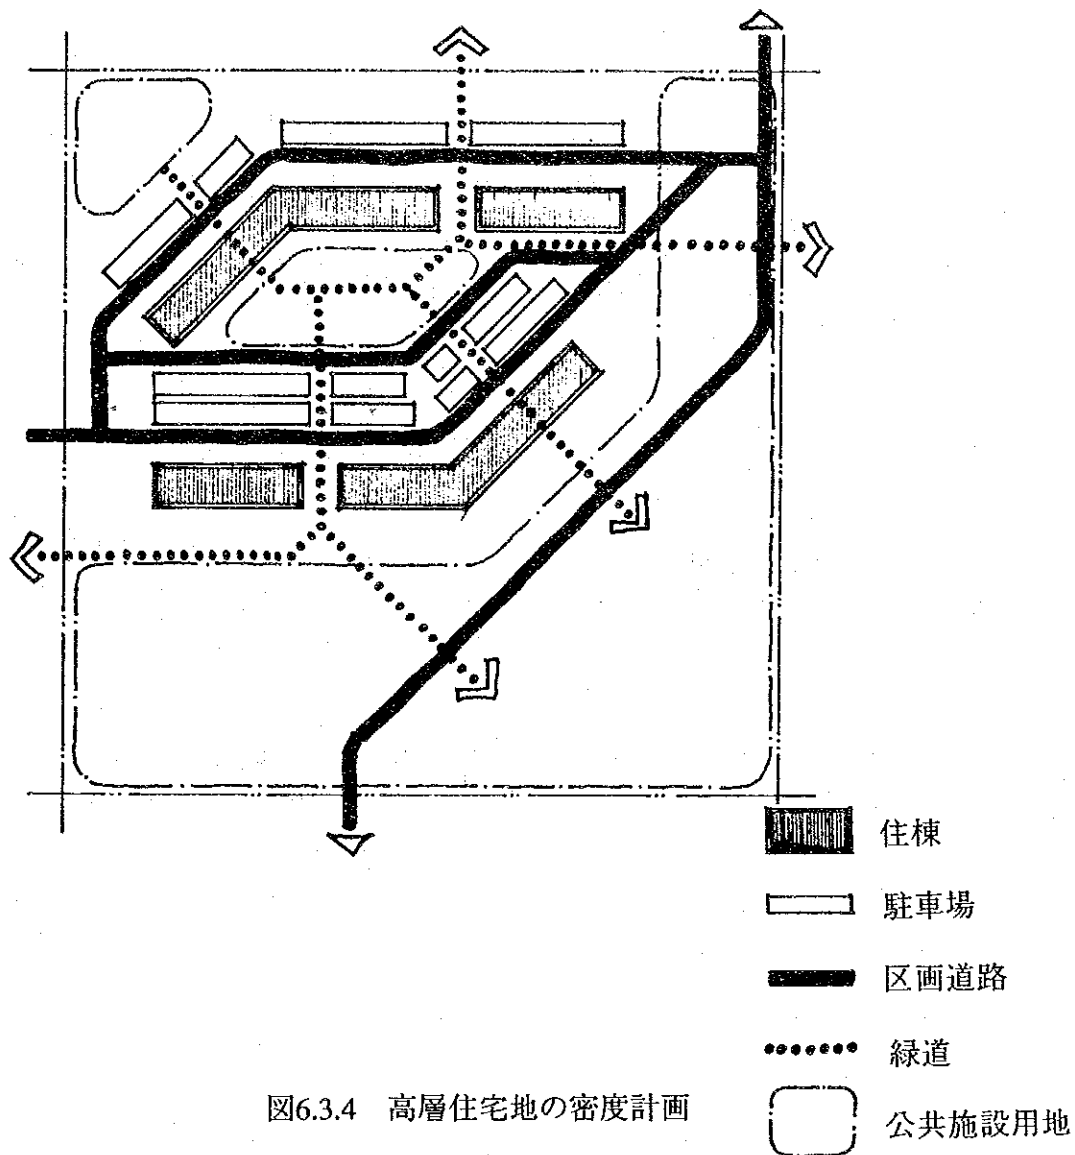 住棟
駐車場
区画道路
緑道
公共施設用地
図6.3.4 高層住宅地の密度計画